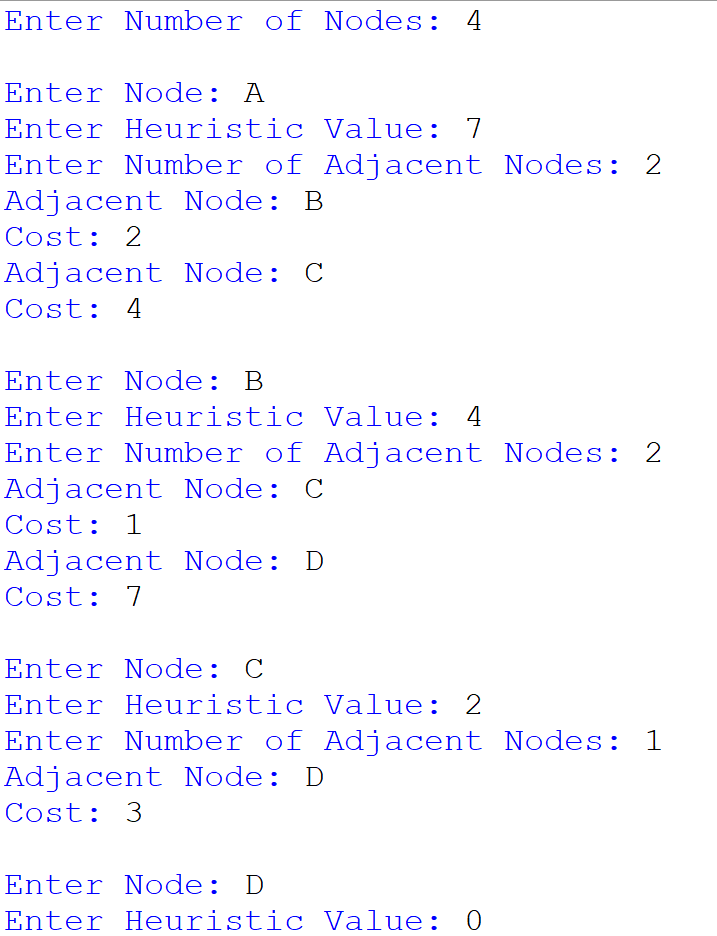 Enter Number of Nodes: 4
Enter Node: A
Enter Heuristic Value: 7
Enter Number of Adjacent Nodes: 2
Adjacent Node: B
Cost: 2
Adjacent Node: C
Cost: 4
Enter Node: B
Enter Heuristic Value: 4
Enter Number of Adjacent Nodes: 2
Adjacent Node: C
Cost: 1
Adjacent Node: D
Cost: 7
Enter Node: C
Enter Heuristic Value: 2
Enter Number of Adjacent Nodes: 1
Adjacent Node: D
Cost: 3
Enter Node: D
Enter Heuristic Value: 0